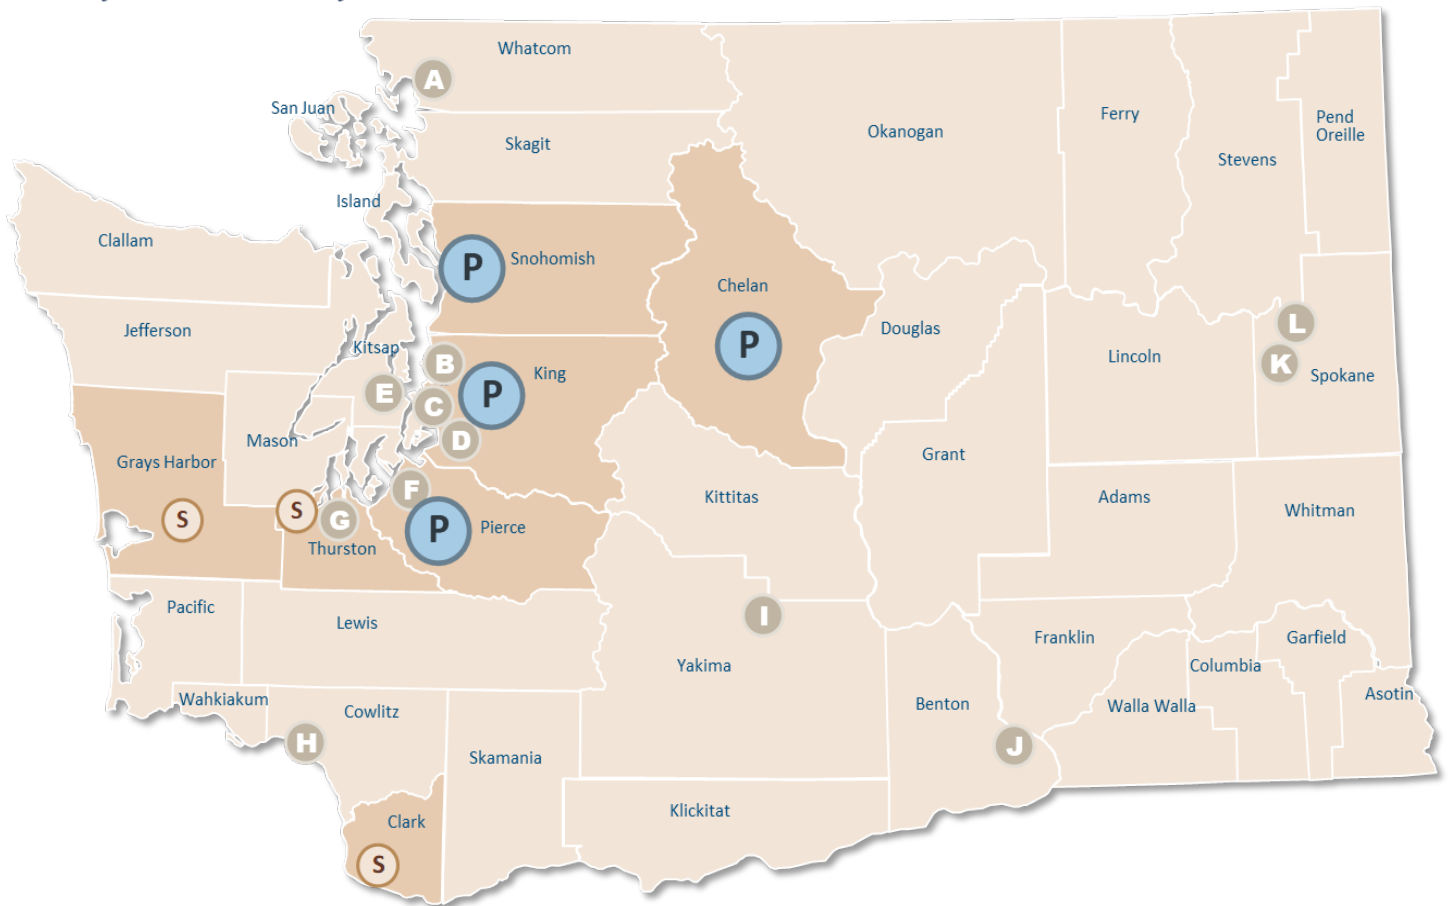 Whatcom
A
San Juan
Skagit
Okanogan
Ferry
Stevens
Pend
Oreille
Island
Clallam
P
Snohomish
Chelan
P
Jefferson
Kitsap
Douglas
Lincoln
L
K
Spokane
B
King
P
E
C
D
Mason
Grays Harbor
Grant
Kittitas
Adams
Whitman
F
S
S
G
P
Pierce
Thurston
Pacific
Lewis
I
Yakima
Franklin
Garfield
Columbia
Wahkiakum
Cowlitz
Benton
Walla Walla
Asotin
H
J
Skamania
Klickitat
Clark
S